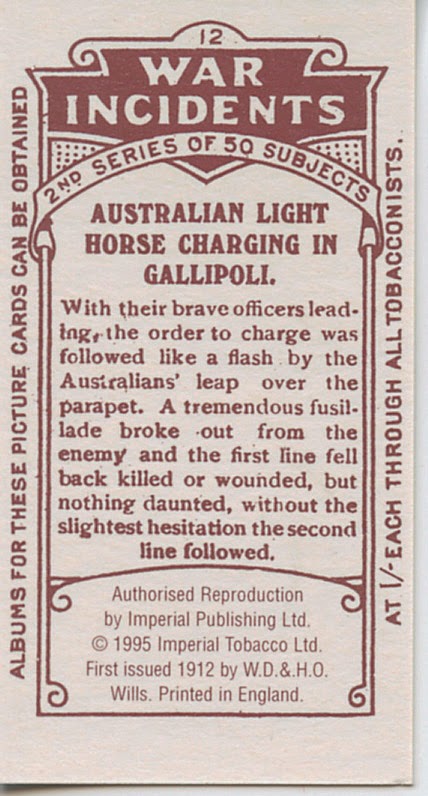 12
WAR
INCIDENTS
2ND SERIES OF 50 SUBJECTS
AUSTRALIAN LIGHT
HORSE CHARGING IN
GALLIPOLI.
With their brave officers lead-
ing, the order to charge was
followed like a flash by the
Australians' leap over the
parapet. A tremendous fusil-
lade broke out from the
enemy and the first line fell
back killed or wounded, but
nothing daunted, without the
slightest hesitation the second
line followed.
Authorised Reproduction
by Imperial Publishing Ltd.
© 1995 Imperial Tobacco Ltd.
First issued 1912 by W.D.&H.O.
Wills. Printed in England.
ALBUMS FOR THESE PICTURE CARDS CAN BE OBTAINED
AT 1/- EACH THROUGH ALL TOBACCONISTS.